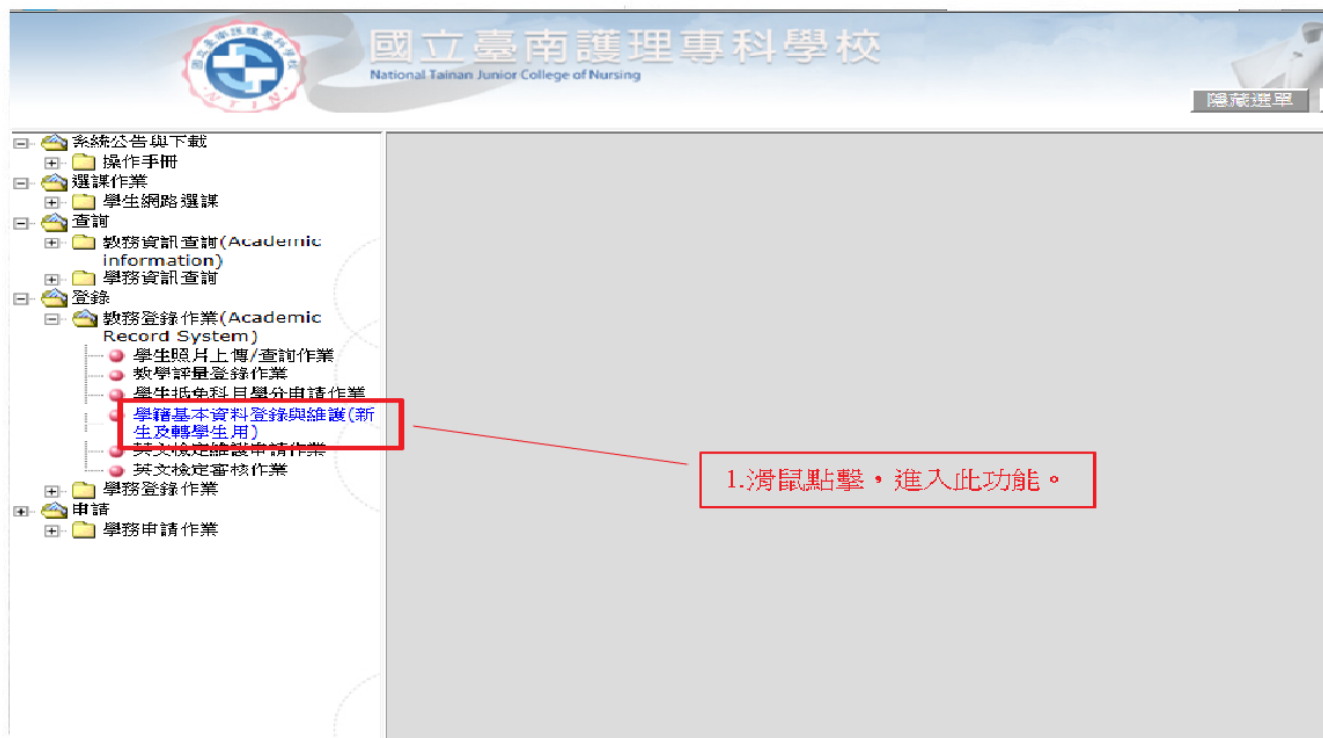 國立臺南護理專科學校
National Tainan Junior College of Nursing
NTIN
隱藏選單
系統公告與下載
操作手冊
選課作業
學生網路選課
查詢
教務資訊查詢(Academic
information)
學務資訊查詢
登錄
教務登錄作業(Academic
Record System)
學生照片上傳/查詢作業
教學評量登錄作業
學生抵免科目學分申請作業
學籍基本資料登錄與維護(新
生及轉學生用)
英文檢定維護申請作業
英文檢定審核作業
學務登錄作業
申請
學務申請作業
1.滑鼠點擊，進入此功能。